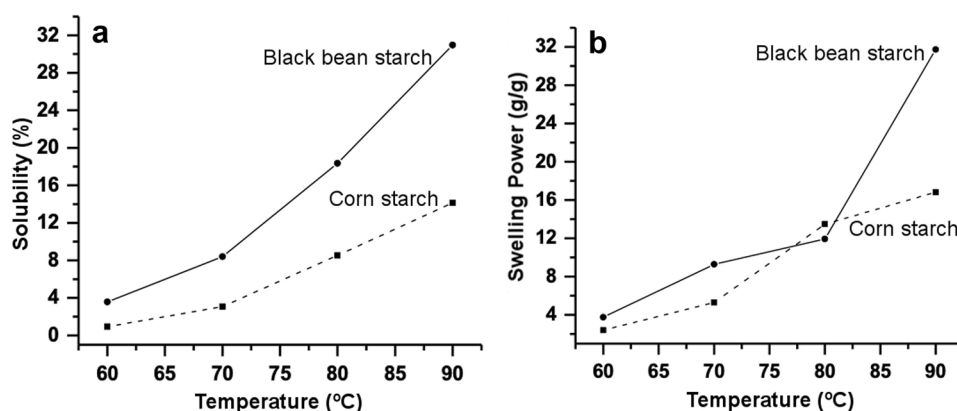 a
Black bean starch
Corn starch
Solubility (%)
32
28
24
20
16
12
8
4
0
60 65 70 75 80 85 90
Temperature (ºC)
b
Black bean starch
Corn starch
Swelling Power (g/g)
32
28
24
20
16
12
8
4
60 65 70 75 80 85 90
Temperature (ºC)